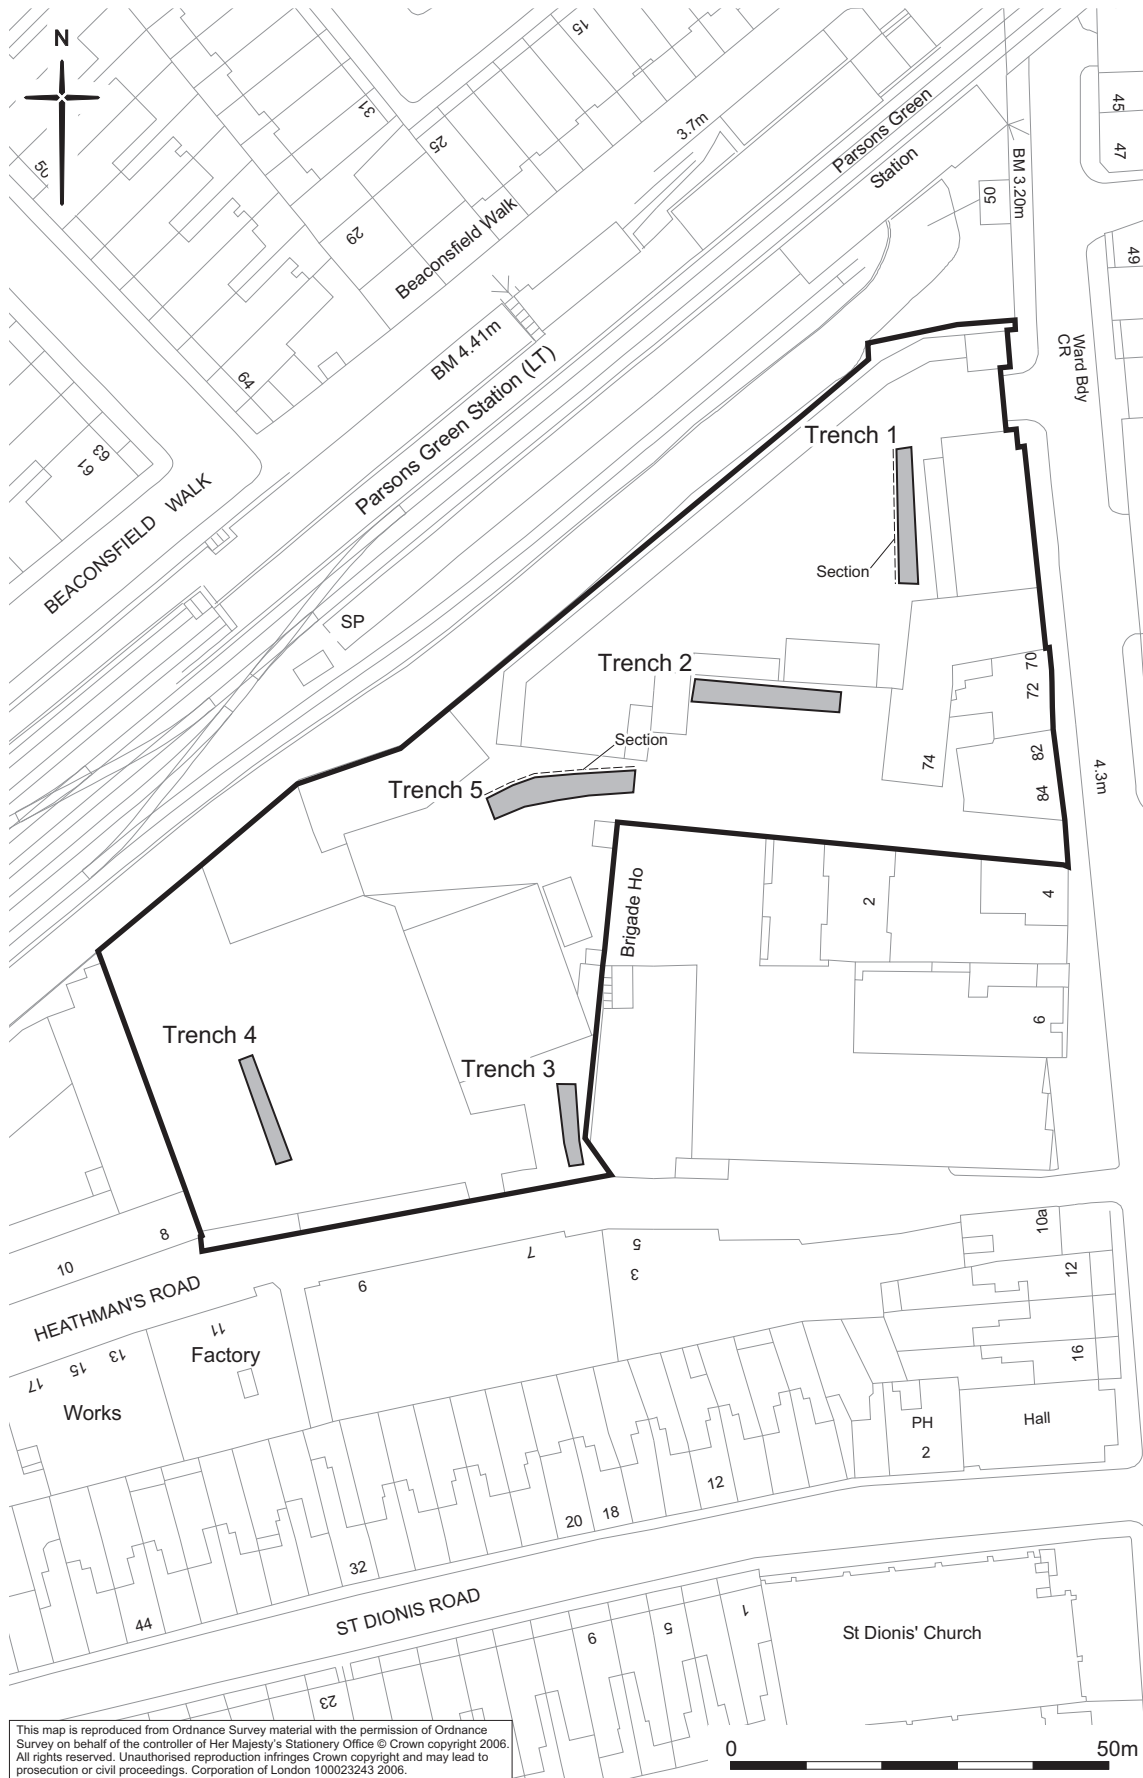 N
15
31
25
3.7m
Parsons Green
Station
45
47
BM 3.20m
50
50
29
Beaconsfield Walk
49
BM 4.41m
64
Ward Bdy
CR
63
61
Parsons Green Station (LT)
BEACONSFIELD WALK
Trench 1
Section
SP
Trench 2
70
72
Section
74
82
84
4.3m
Trench 5
Brigade Ho
2
4
6
Trench 4
Trench 3
8
10
10a
5
3
7
9
12
HEATHMAN'S ROAD
11
Factory
13
15
17
16
Works
PH
2
Hall
12
18
20
32
44
ST DIONIS ROAD
1
5
9
23
St Dionis' Church
This map is reproduced from Ordnance Survey material with the permission of Ordnance
Survey on behalf of the controller of Her Majesty's Stationery Office © Crown copyright 2006.
All rights reserved. Unauthorised reproduction infringes Crown copyright and may lead to
prosecution or civil proceedings. Corporation of London 100023243 2006.
0
50m